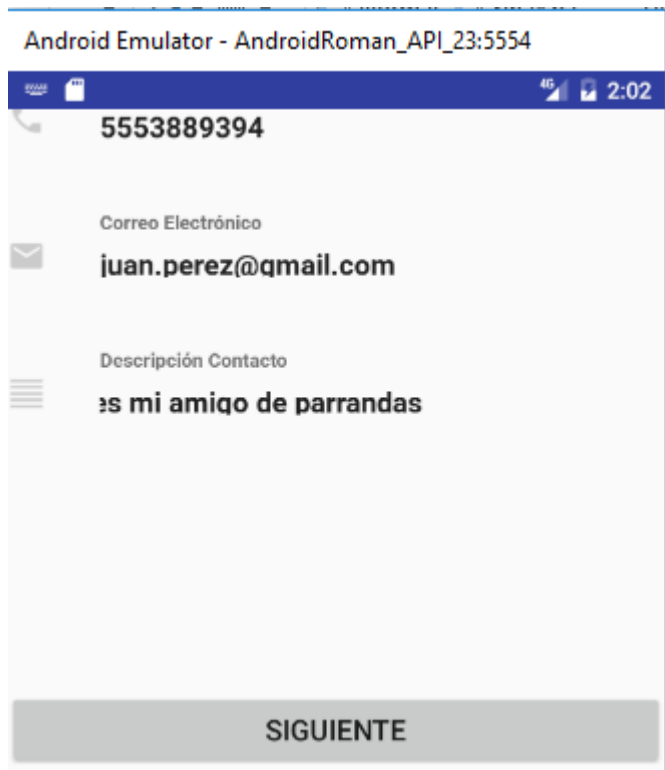 Android Emulator - AndroidRoman_API_23:5554
4G 2:02
5553889394
Correo Electrónico
juan.perez@gmail.com
Descripción Contacto
es mi amigo de parrandas
SIGUIENTE